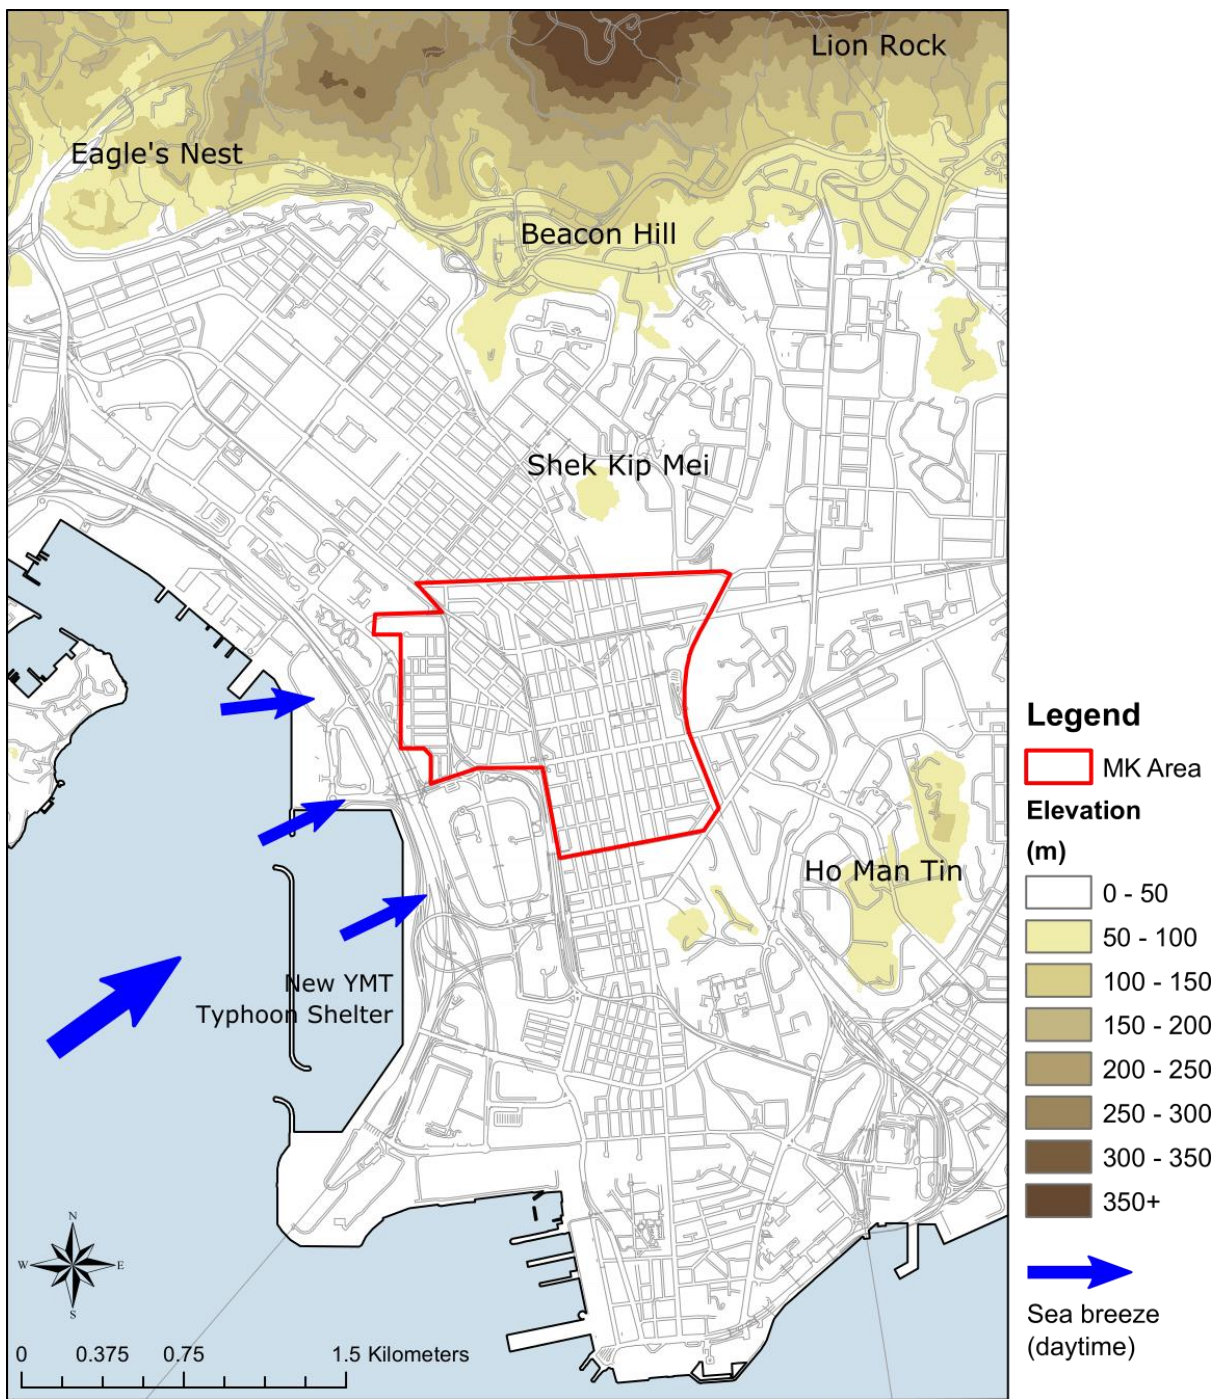 Lion Rock
Eagle's Nest
Beacon Hill
Shek Kip Mei
Ho Man Tin
New YMT
Typhoon Shelter
N
W
E
S
0 0.375 0.75 1.5 Kilometers
Legend
MK Area
Elevation
(m)
0 - 50
50 - 100
100 - 150
150 - 200
200 - 250
250 - 300
300 - 350
350+
Sea breeze
(daytime)